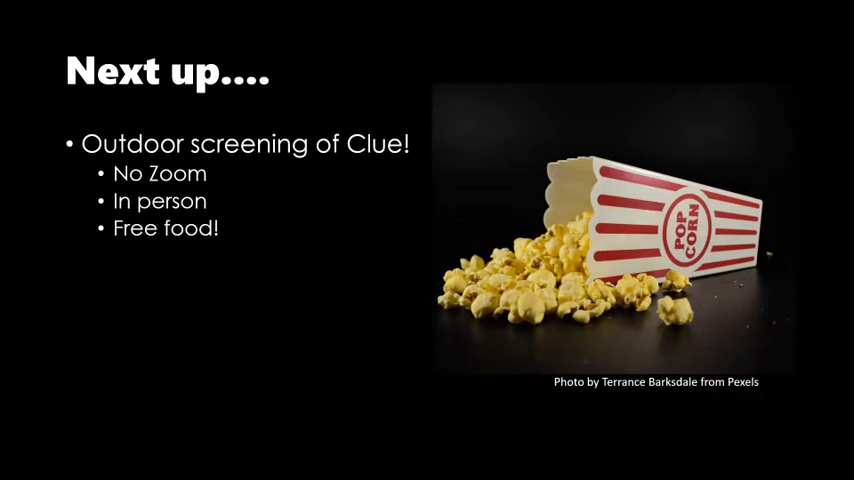 Next up....
• Outdoor screening of Clue!
• No Zoom
• In person
• Free food!
POP
CORN
Photo by Terrance Barksdale from Pexels